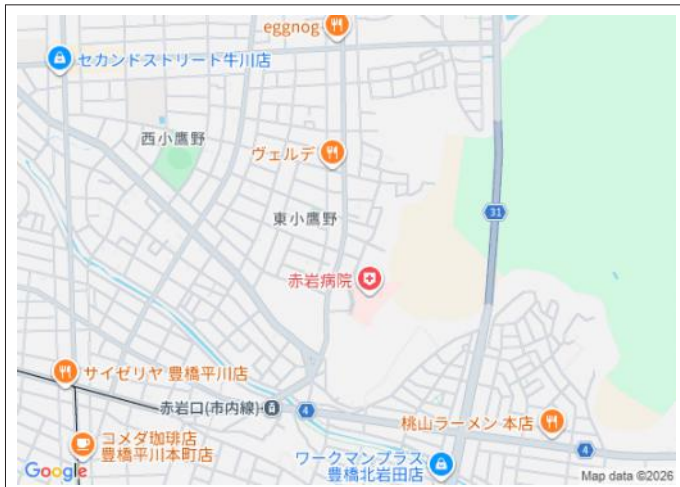 eggnog
セカンドストリート牛川店
西小鷹野
ヴェルデ
東小鷹野
31
赤岩病院
サイゼリヤ 豊橋平川店
赤岩口(市内線)
4
桃山ラーメン 本店
コメダ珈琲店
豊橋平川本町店
4
ワークマンプラス
豊橋北岩田店
Google
Map data ©2026